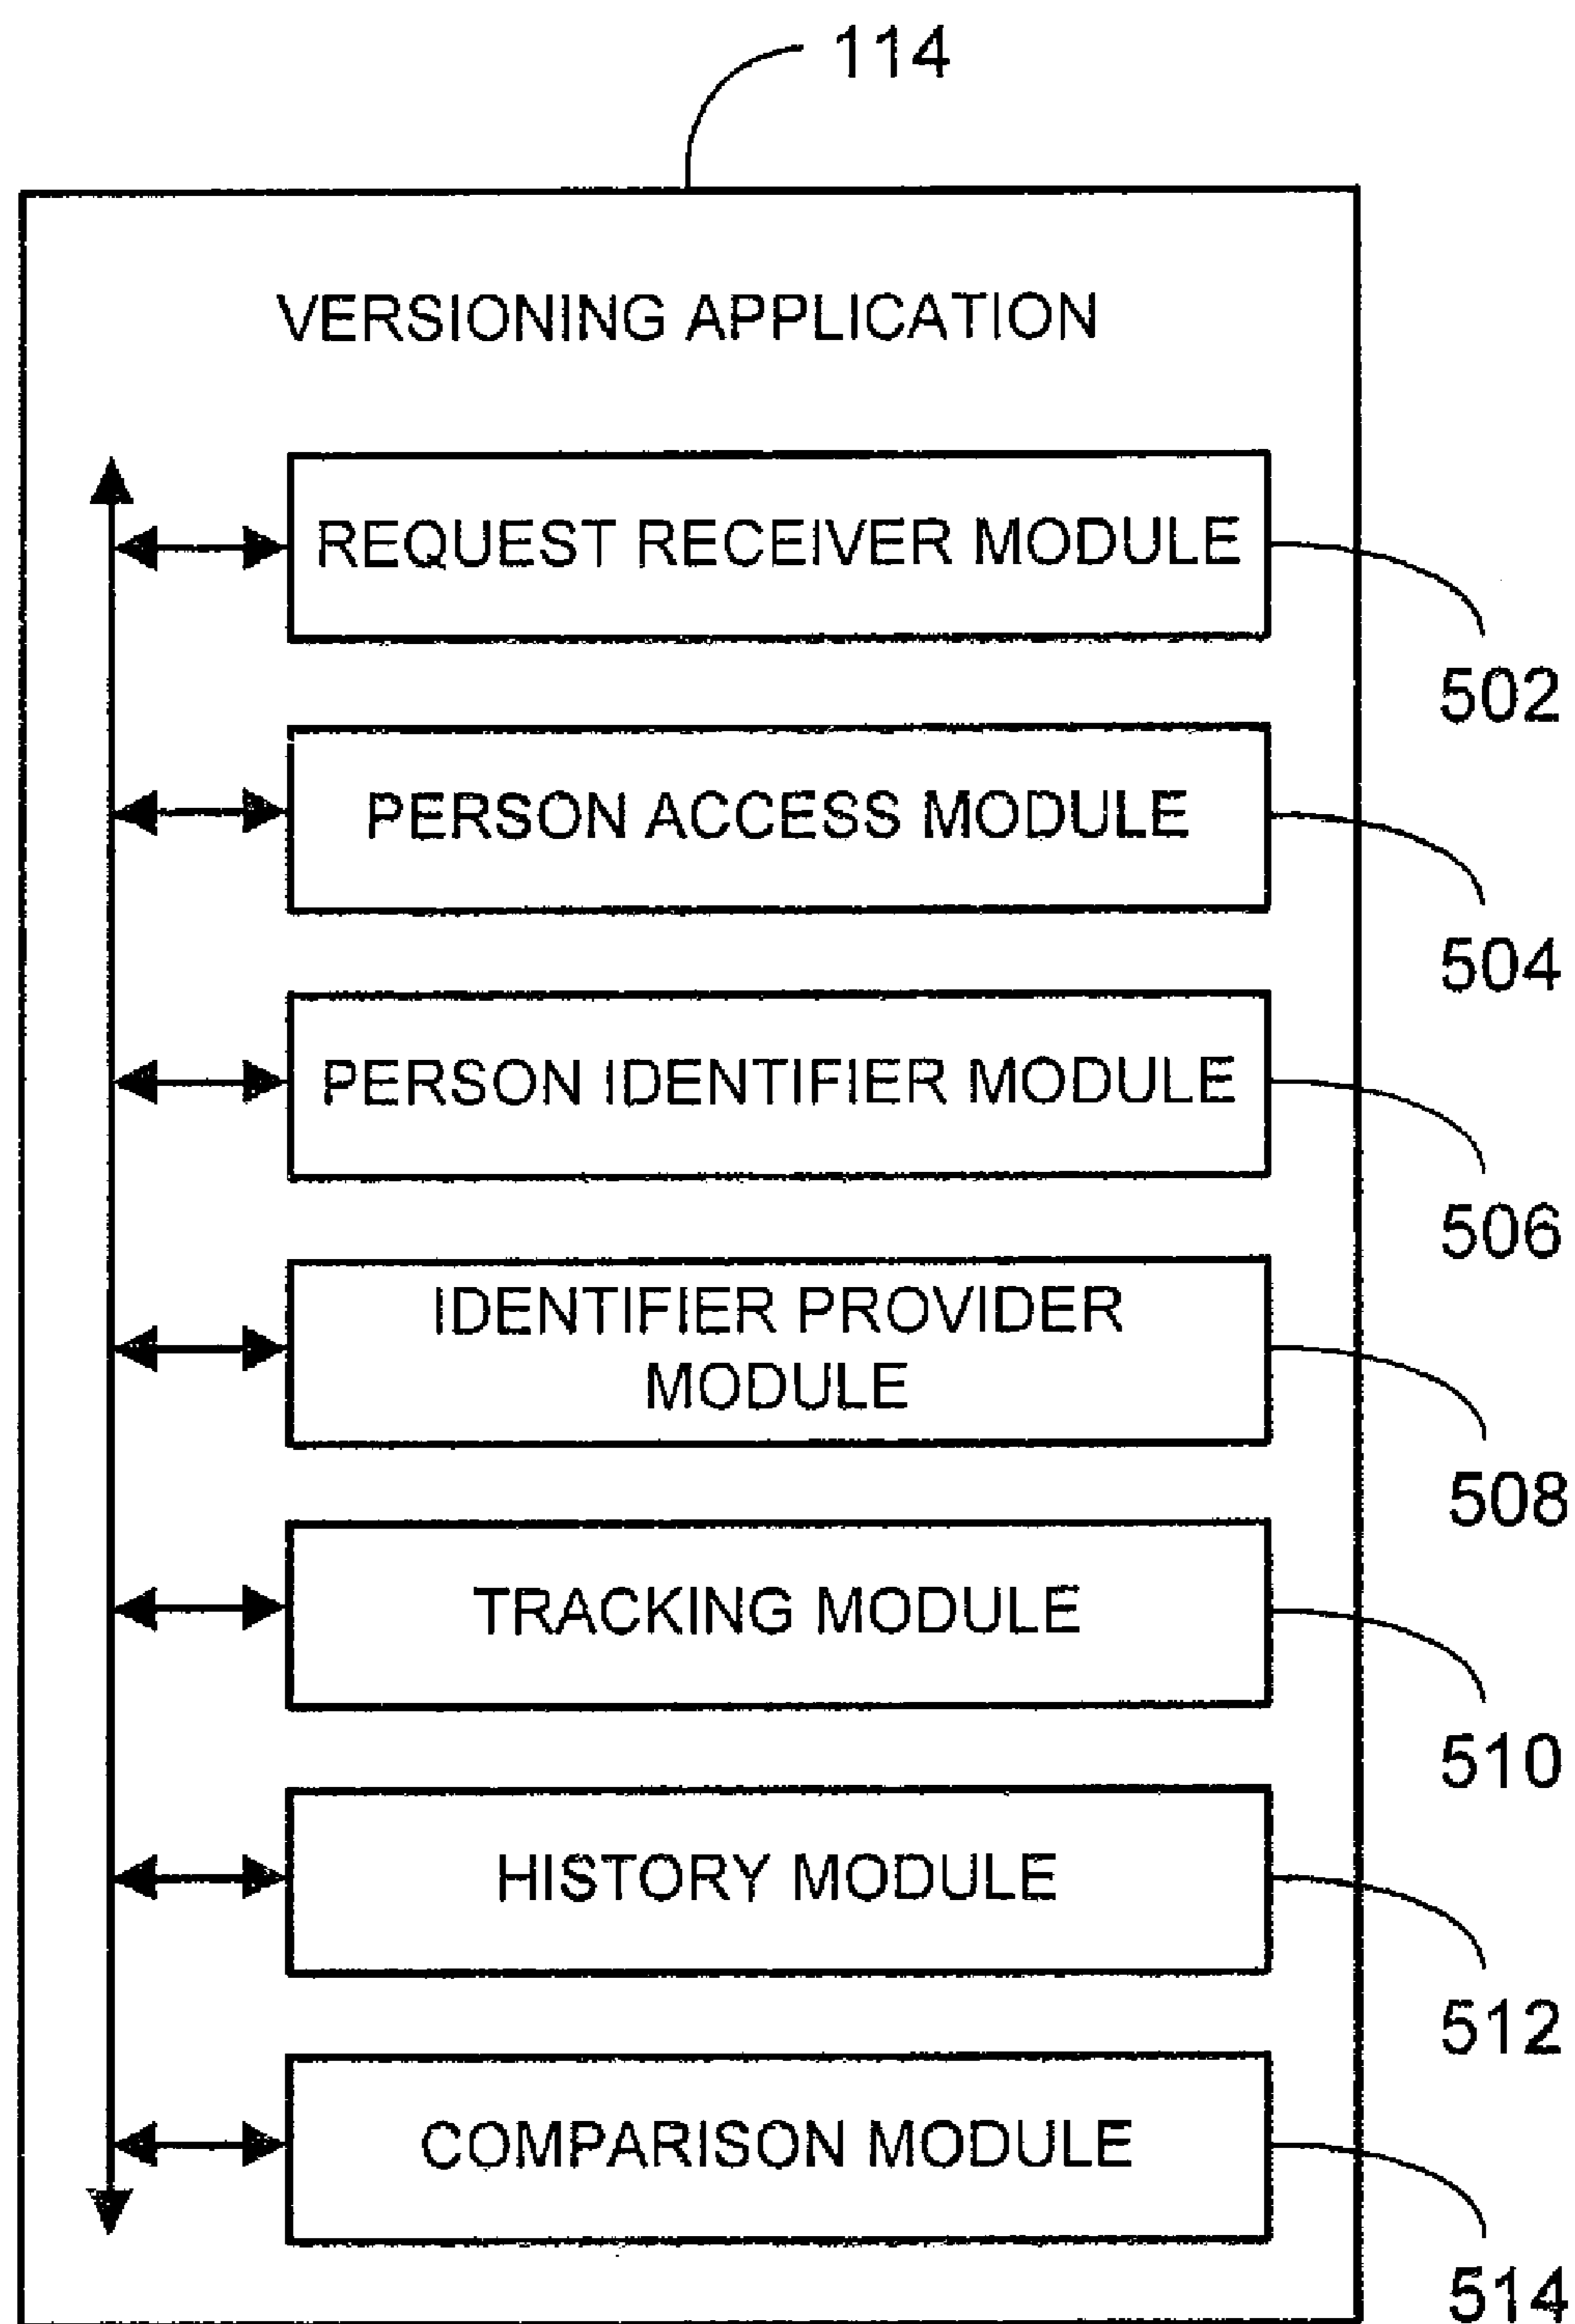 114
VERSIONING APPLICATION
REQUEST RECEIVER MODULE
502
PERSON ACCESS MODULE
504
PERSON IDENTIFIER MODULE
506
IDENTIFIER PROVIDER
MODULE
508
TRACKING MODULE
510
HISTORY MODULE
512
COMPARISON MODULE
514